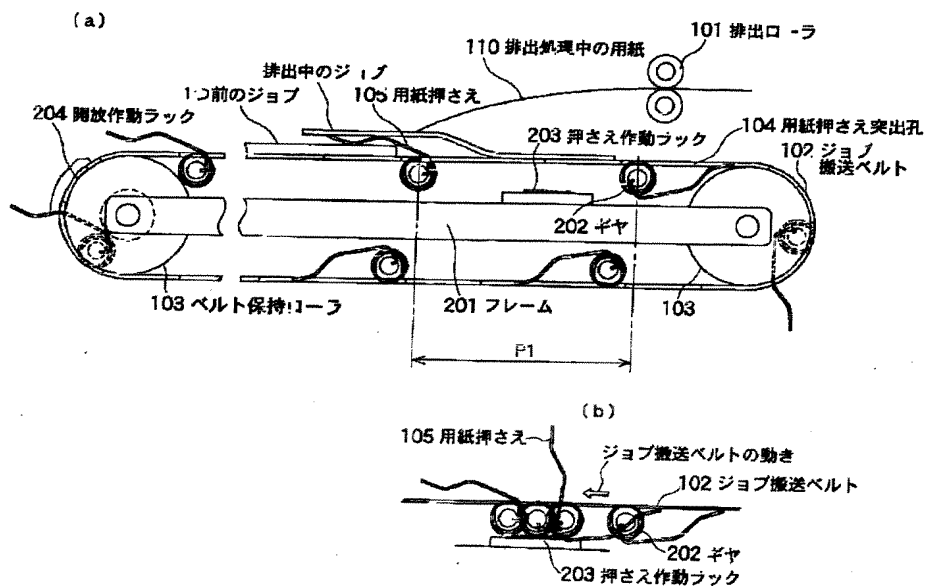 (a)
101 排出ローラ
110 排出処理中の用紙
排出中のジョブ
前のジョブ
105 用紙押さえ
204 開放作動ラック
203 押さえ作動ラック
104 用紙押さえ突出孔
102 ジョブ
搬送ベルト
202 ギヤ
103 ベルト保持ローラ
201 フレーム
103
P1
(b)
105 用紙押さえ
ジョブ搬送ベルトの動き
102 ジョブ搬送ベルト
202 ギヤ
203 押さえ作動ラック